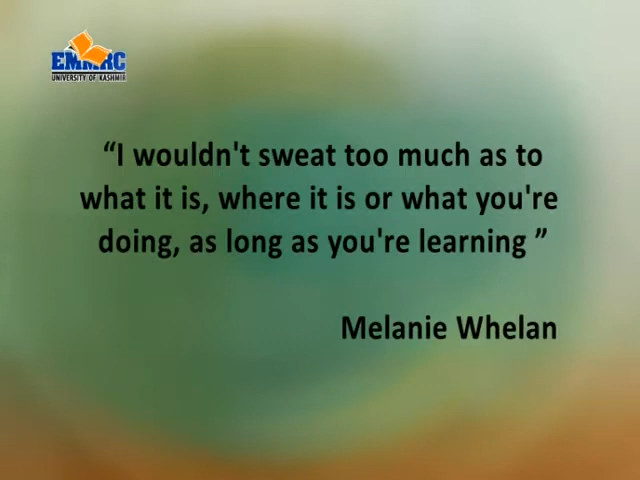 EMMRC
UNIVERSITY OF KASHMIR
“I wouldn't sweat too much as to
what it is, where it is or what you're
doing, as long as you're learning ”
Melanie Whelan